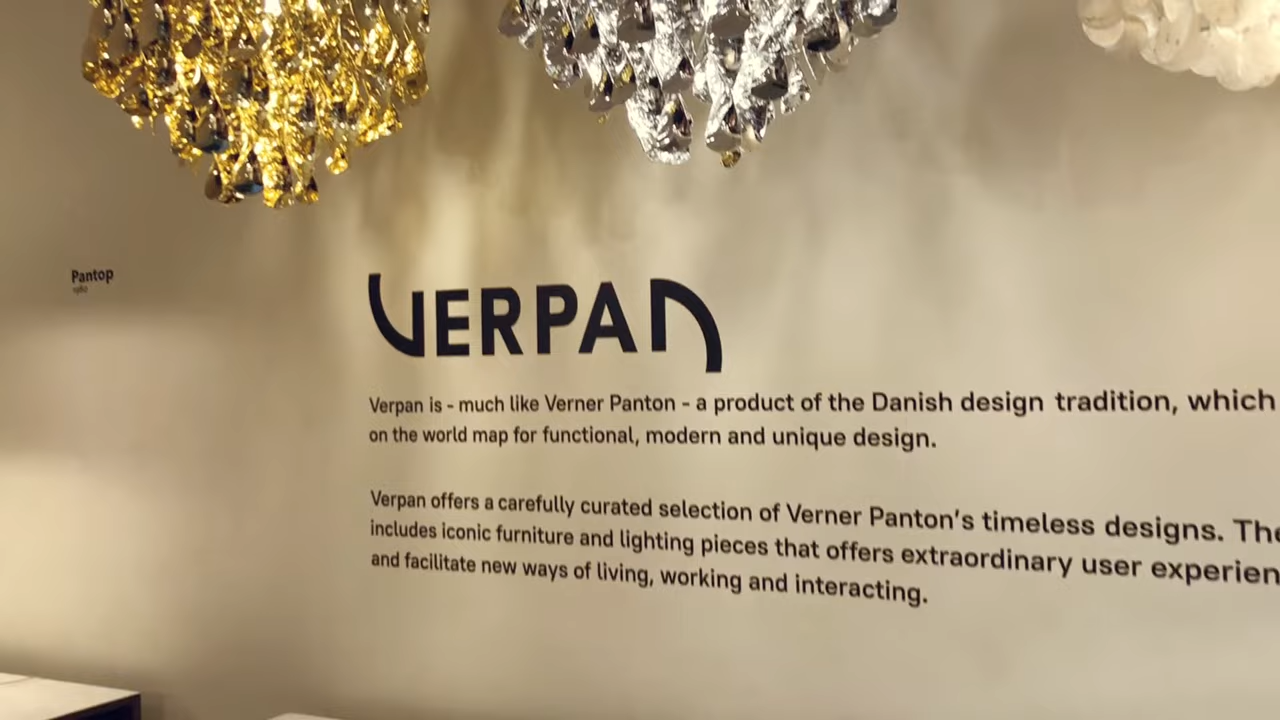 Pantop
1980
VERPAN
Verpan is - much like Verner Panton - a product of the Danish design tradition, which
on the world map for functional, modern and unique design.
Verpan offers a carefully curated selection of Verner Panton's timeless designs. The
includes iconic furniture and lighting pieces that offers extraordinary user experien
and facilitate new ways of living, working and interacting.